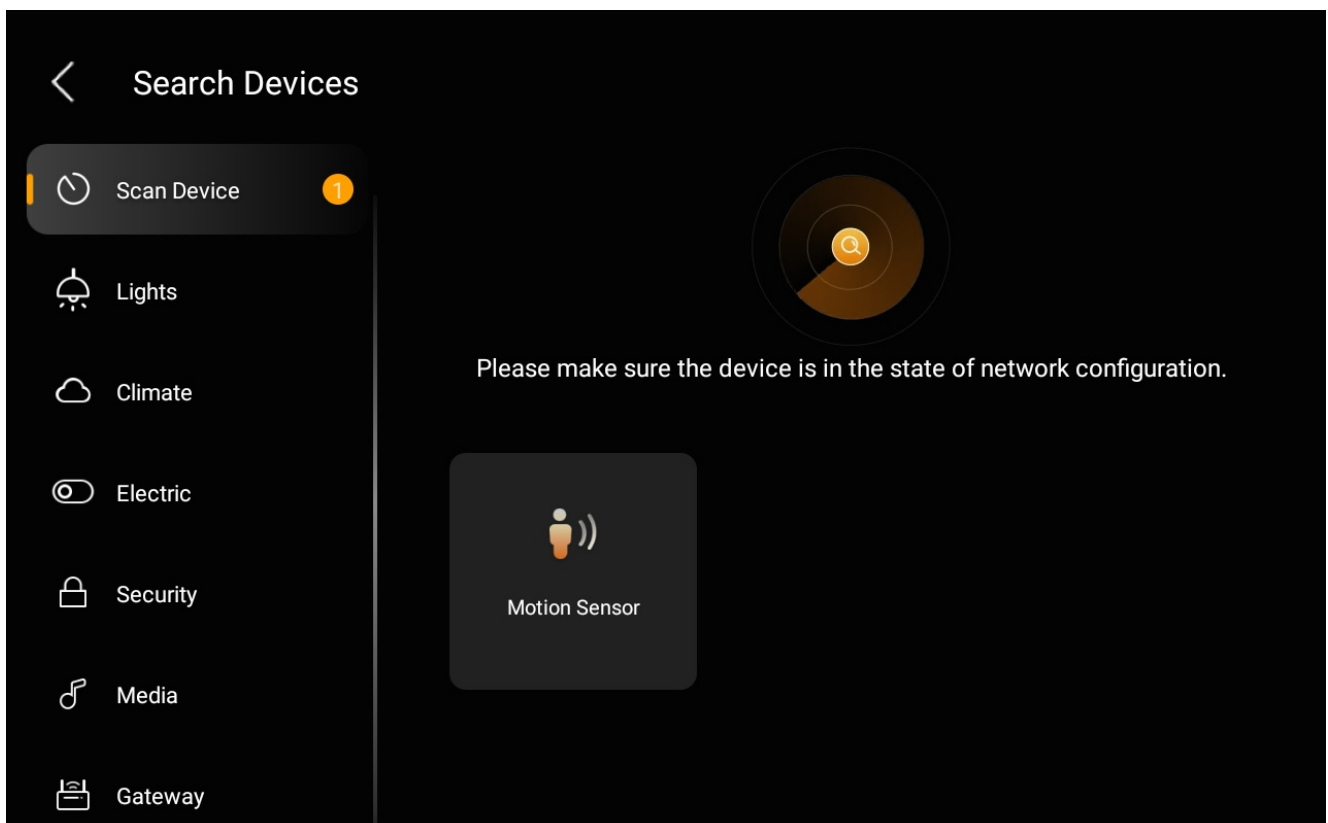 Search Devices
Scan Device 1
Lights
Climate
Electric
Security
Media
Gateway
Please make sure the device is in the state of network configuration.
Motion Sensor